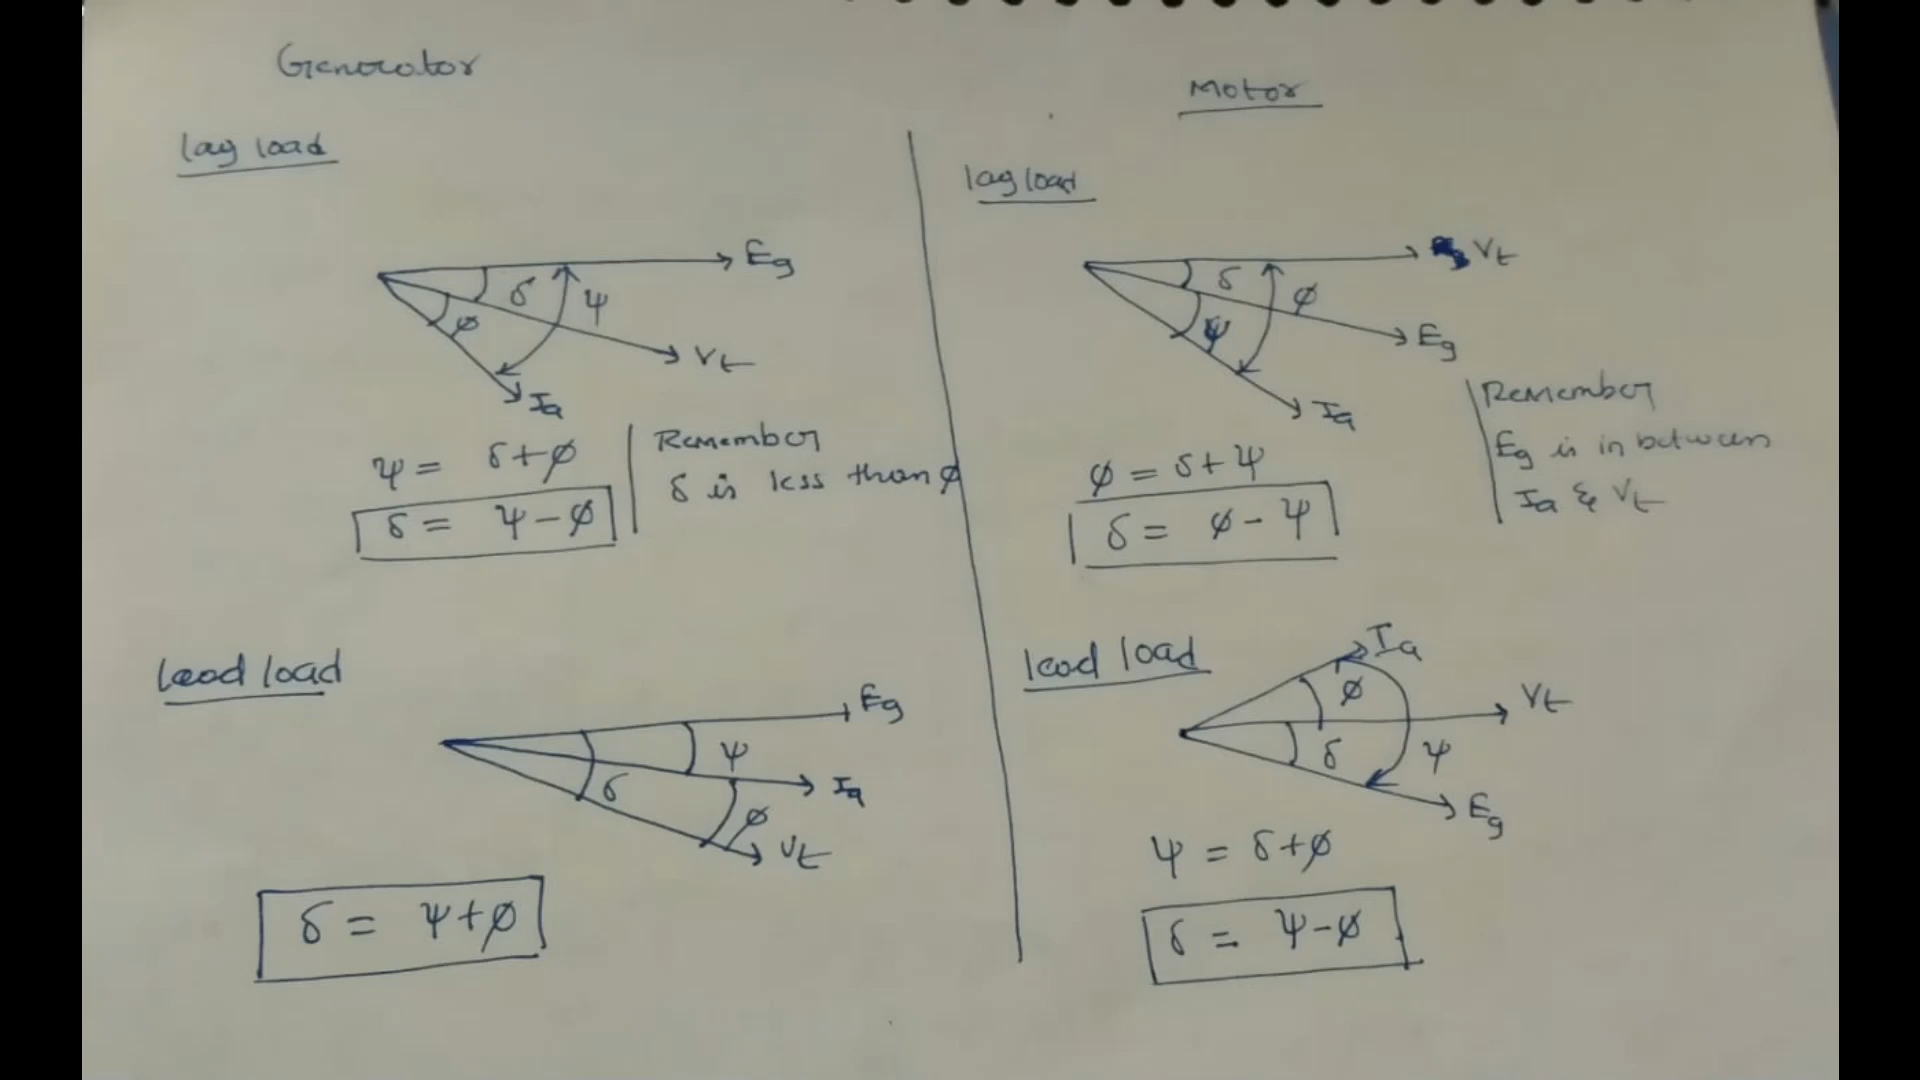 Generator
lag load
Eg
δ
ψ
φ
Vt
Ia
ψ = δ+φ
δ = ψ-φ
Remember
δ is less than φ
lead load
Eg
ψ
δ
Ia
φ
Vt
δ = ψ+φ
Motor
lag load
Vt
δ
φ
ψ
Eg
Ia
φ = δ+ψ
δ = φ-ψ
Remember
Eg is in between
Ia & Vt
lead load
Ia
φ
Vt
δ
ψ
Eg
ψ = δ+φ
δ = ψ-φ